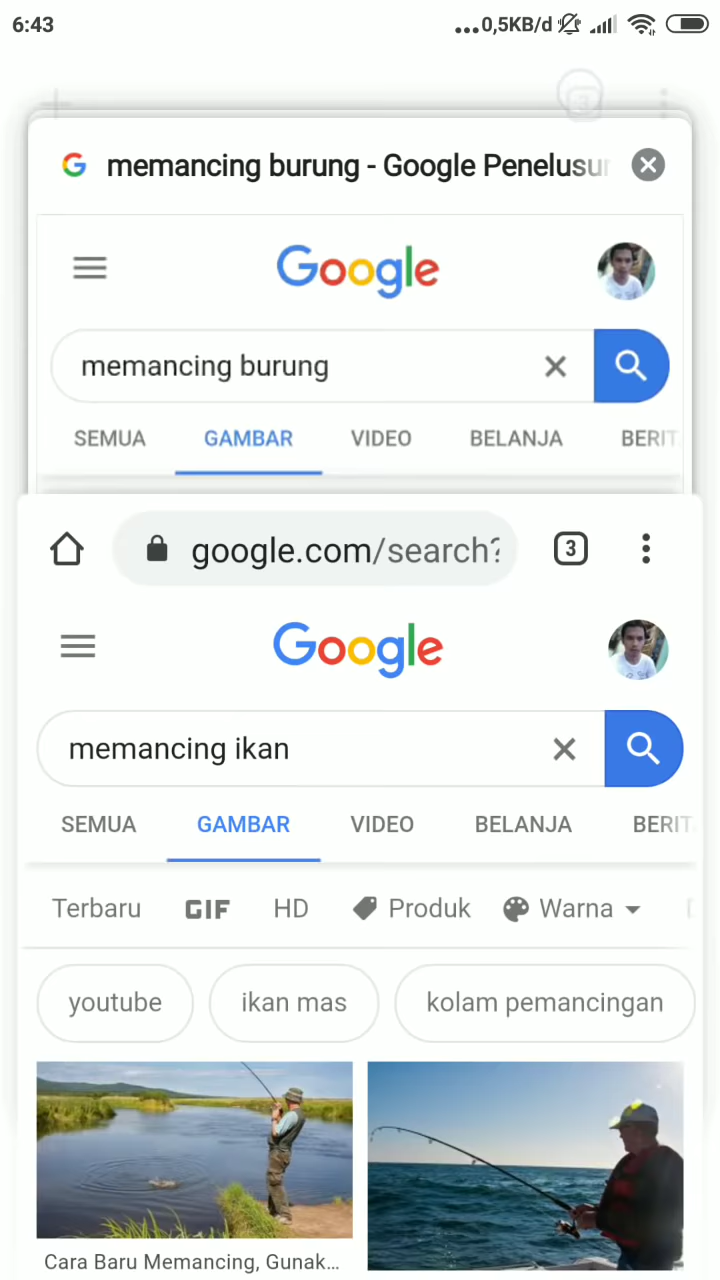 6:43
...0,5KB/d
memancing burung - Google Penelusur
Google
memancing burung
SEMUA GAMBAR VIDEO BELANJA BERIT
google.com/search?
3
Google
memancing ikan
SEMUA GAMBAR VIDEO BELANJA BERIT
Terbaru GIF HD Produk Warna
youtube ikan mas kolam pemancingan
Cara Baru Memancing, Gunak...